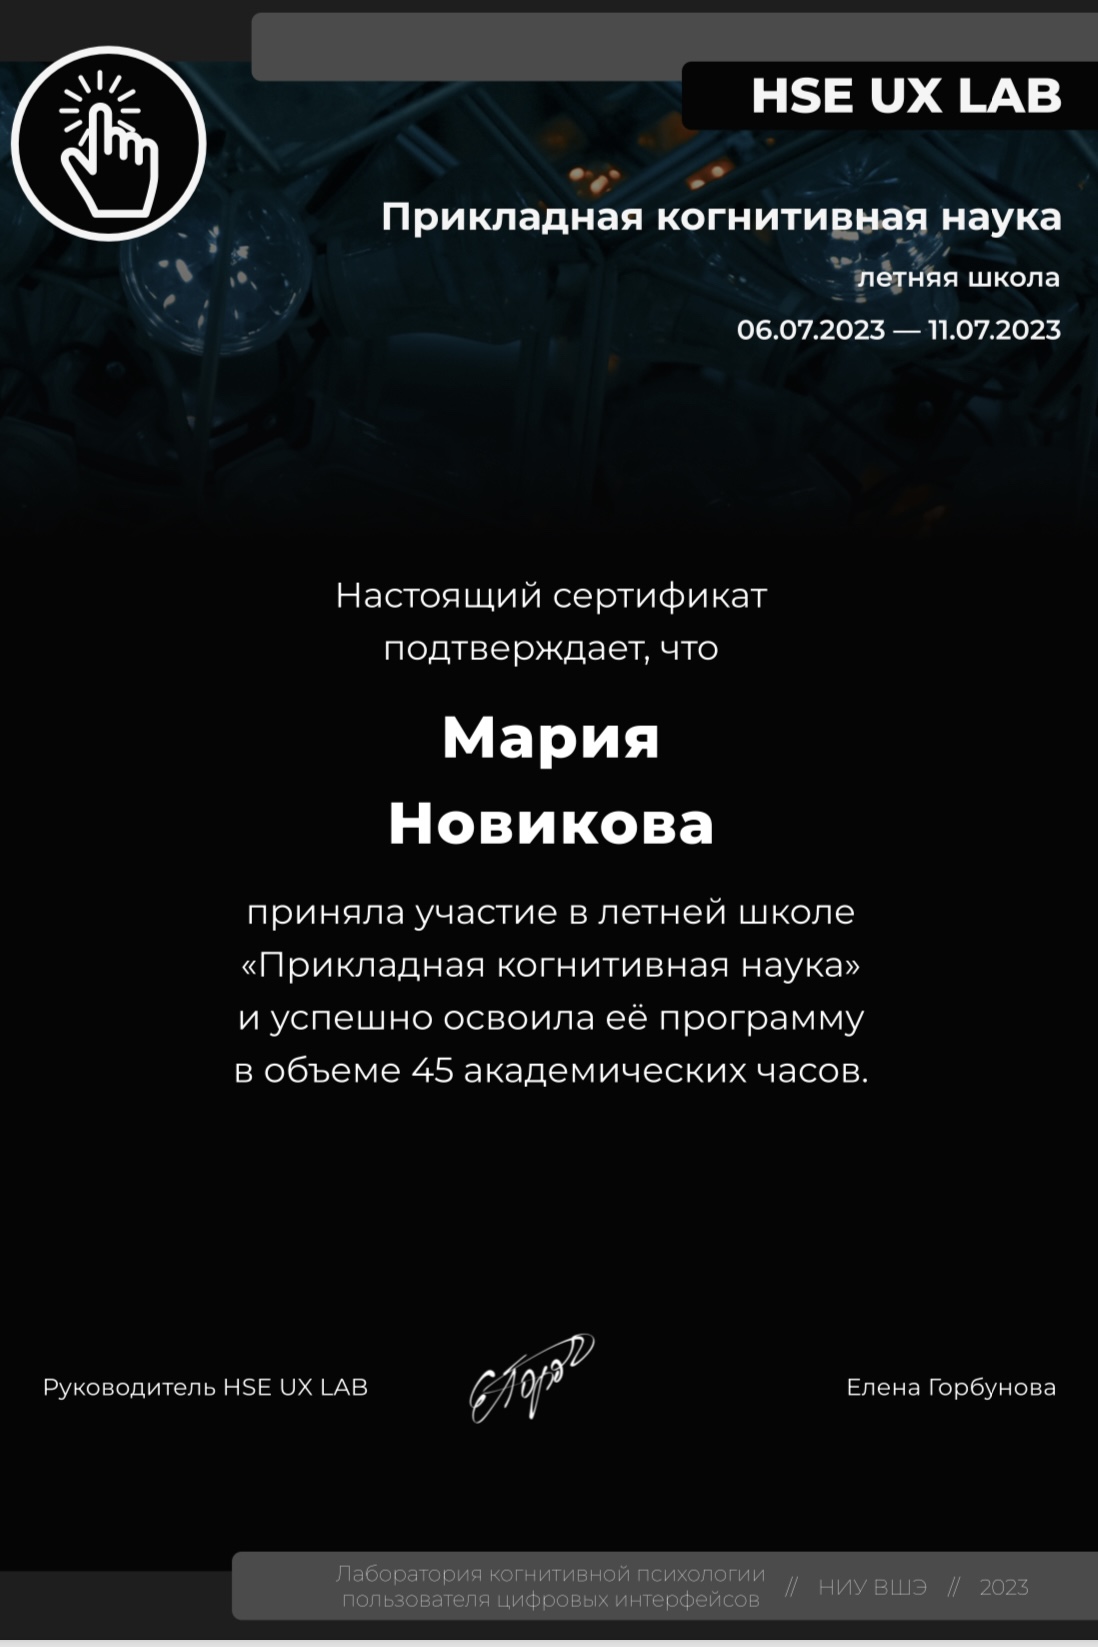 HSE UX LAB
Прикладная когнитивная наука
летняя школа
06.07.2023 — 11.07.2023
Настоящий сертификат
подтверждает, что
Мария
Новикова
приняла участие в летней школе
«Прикладная когнитивная наука»
и успешно освоила её программу
в объеме 45 академических часов.
Руководитель HSE UX LAB
Елена Горбунова
Лаборатория когнитивной психологии
пользователя цифровых интерфейсов // НИУ ВШЭ // 2023